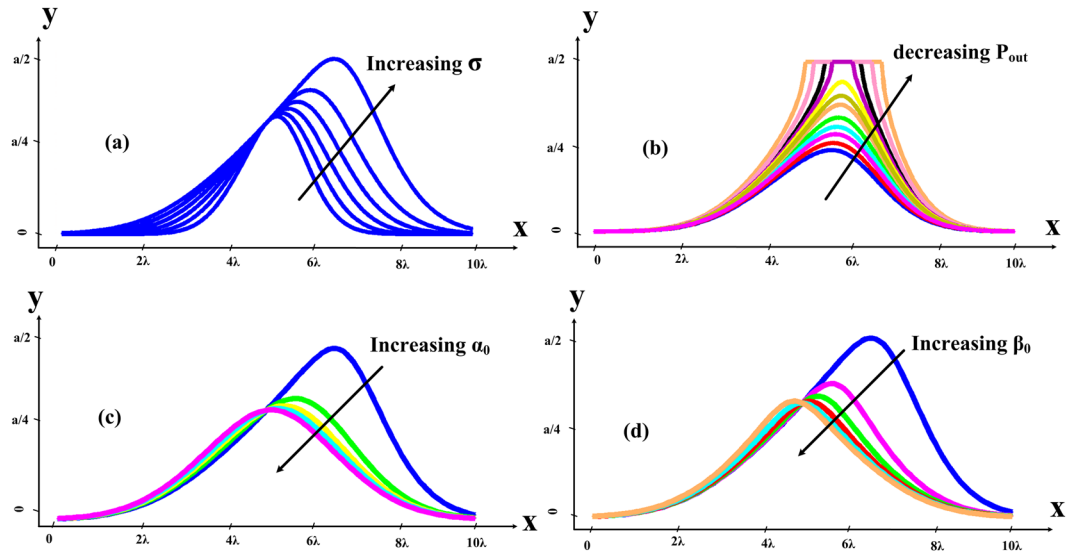 y
a/2
Increasing σ
(a)
a/4
0
x
0 2λ 4λ 6λ 8λ 10λ
y
a/2
decreasing Pout
a/4
(b)
0
x
0 2λ 4λ 6λ 8λ 10λ
y
a/2
Increasing α0
a/4
(c)
0
x
0 2λ 4λ 6λ 8λ 10λ
y
a/2
Increasing β0
a/4
(d)
0
x
0 2λ 4λ 6λ 8λ 10λ